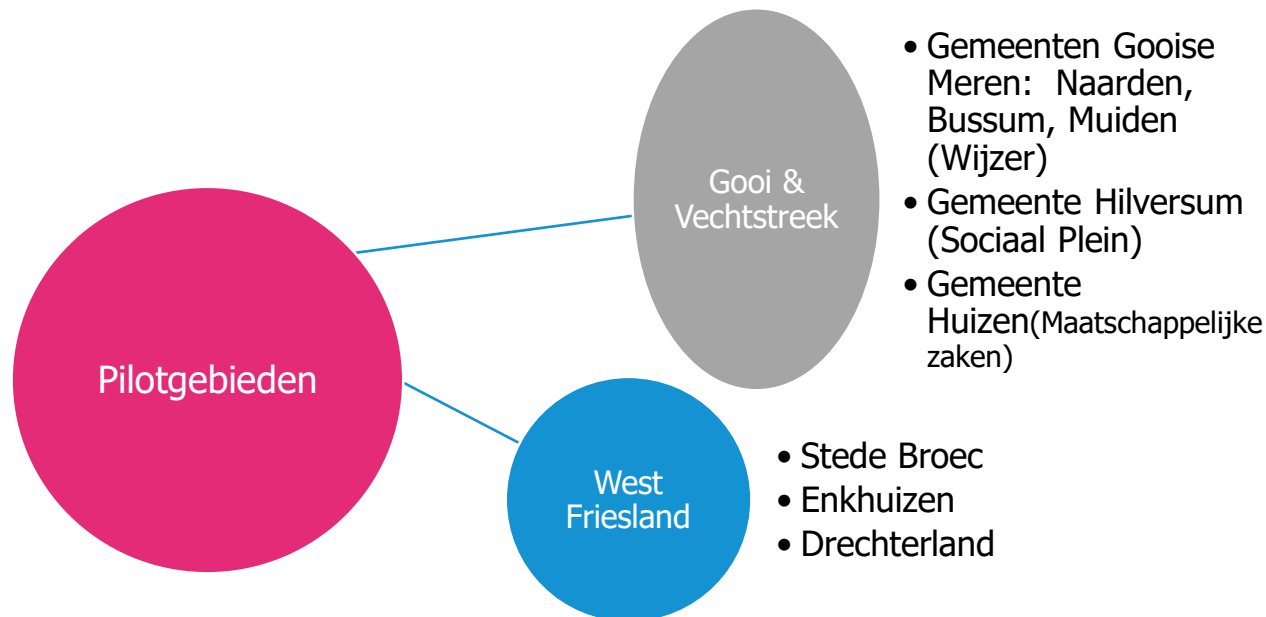 Pilotgebieden
Gooi &
Vechtstreek
• Gemeenten Gooise
Meren: Naarden,
Bussum, Muiden
(Wijzer)
• Gemeente Hilversum
(Sociaal Plein)
• Gemeente
Huizen(Maatschappelijke
zaken)
West
Friesland
• Stede Broec
• Enkhuizen
• Drechterland